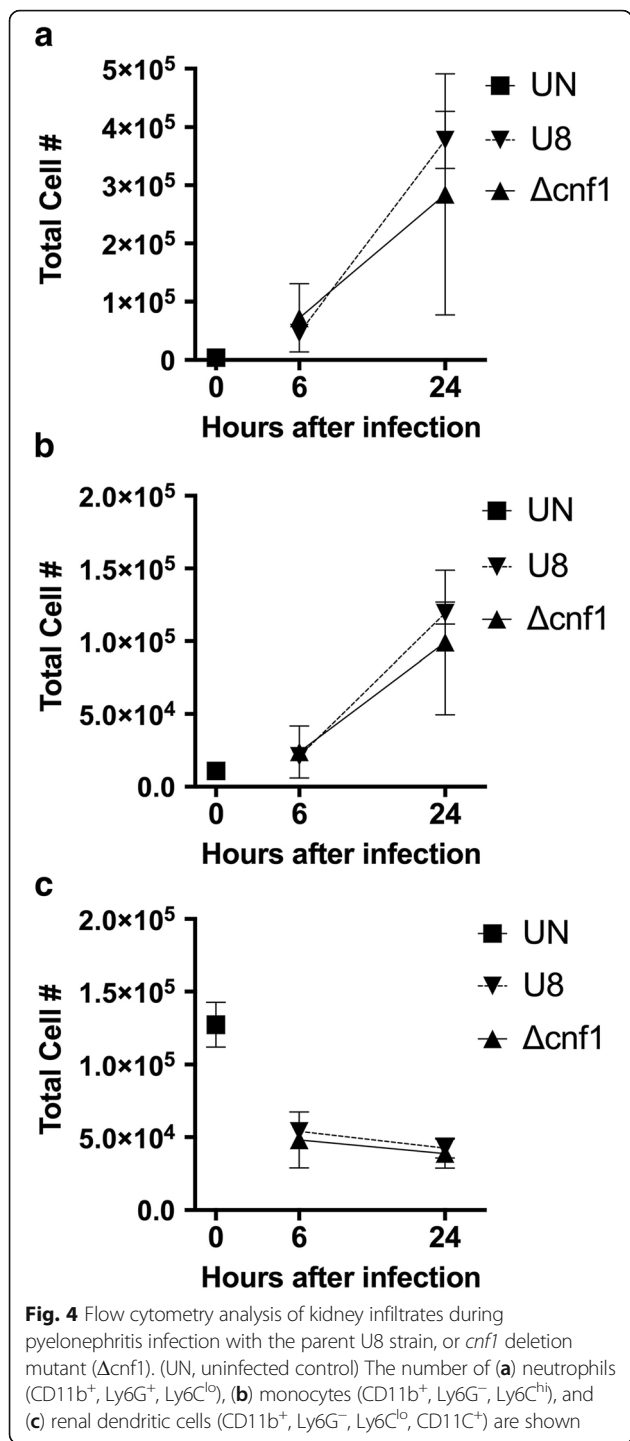 a
5×10⁵
4×10⁵
3×10⁵
2×10⁵
1×10⁵
0
Total Cell #
0 6 24
Hours after infection
UN
U8
Δcnf1
b
2.0×10⁵
1.5×10⁵
1.0×10⁵
5.0×10⁴
0.0
Total Cell #
0 6 24
Hours after infection
UN
U8
Δcnf1
c
2.0×10⁵
1.5×10⁵
1.0×10⁵
5.0×10⁴
0.0
Total Cell #
0 6 24
Hours after infection
UN
U8
Δcnf1
Fig. 4 Flow cytometry analysis of kidney infiltrates during
pyelonephritis infection with the parent U8 strain, or cnf1 deletion
mutant (Δcnf1). (UN, uninfected control) The number of (a) neutrophils
(CD11b⁺, Ly6G⁺, Ly6Cˡᵒ), (b) monocytes (CD11b⁺, Ly6G⁻, Ly6Cʰⁱ), and
(c) renal dendritic cells (CD11b⁺, Ly6G⁻, Ly6Cˡᵒ, CD11C⁺) are shown